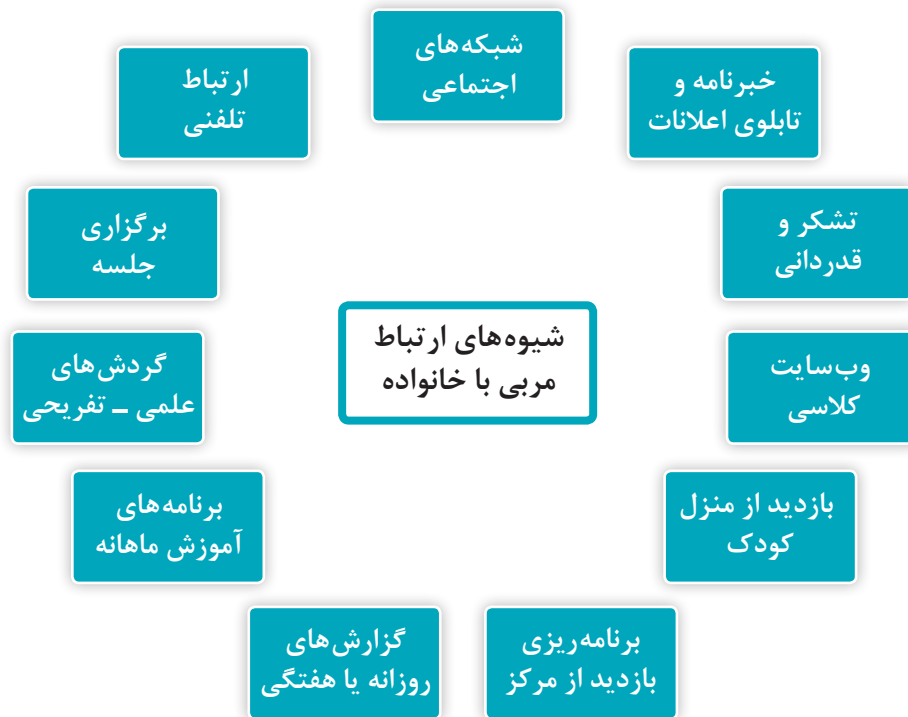 شبکه‌های
اجتماعی
خبرنامه و
تابلوی اعلانات
تشکر و
قدردانی
وب‌سایت
کلاسی
بازدید از منزل
کودک
برنامه‌ریزی
بازدید از مرکز
گزارش‌های
روزانه یا هفتگی
برنامه‌های
آموزش ماهانه
گردش‌های
علمی ــ تفریحی
برگزاری
جلسه
ارتباط
تلفنی
شیوه‌های ارتباط
مربی با خانواده